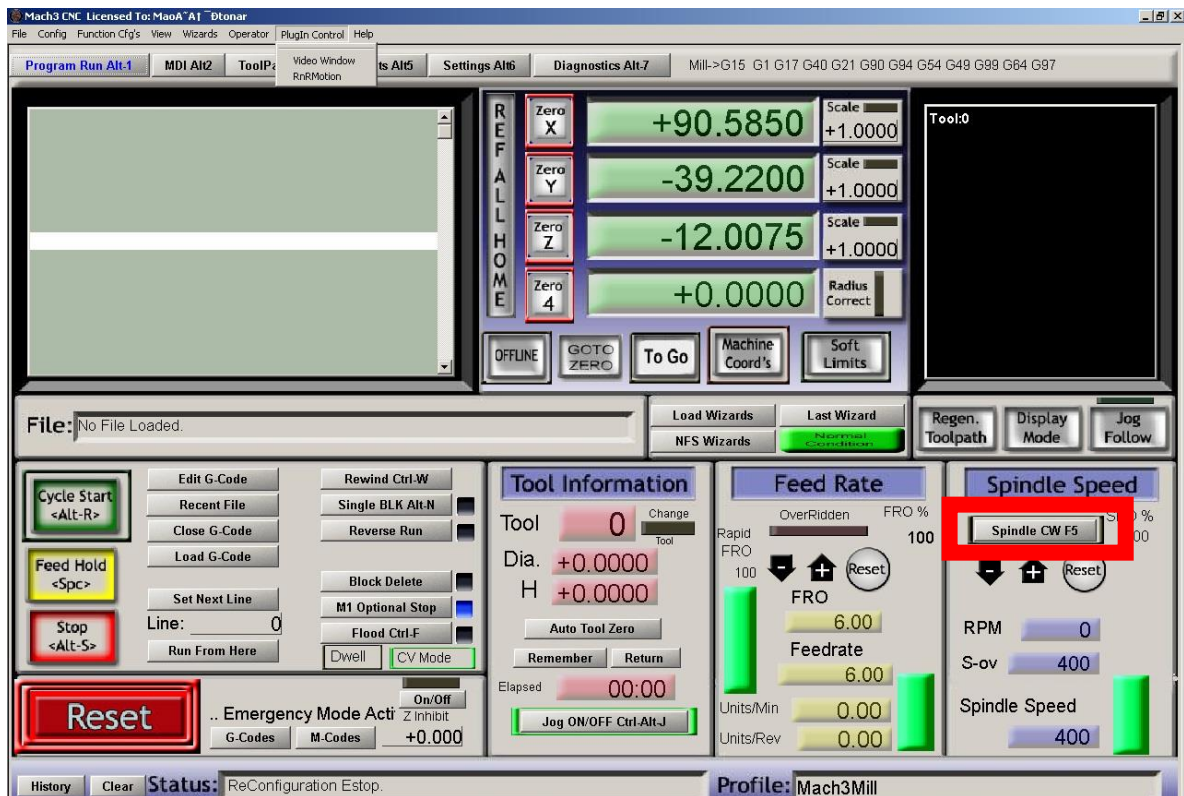 Mach3 CNC Licensed To: MaoA˜A† ¯Ðtonar
File Config Function Cfg's View Wizards Operator PlugIn Control Help
Video Window
RnRMotion
Program Run Alt-1 MDI Alt2 Alt5 Settings Alt6 Diagnostics Alt-7 Mill->G15 G1 G17 G40 G21 G90 G94 G54 G49 G99 G64 G97
REF ALL HOME
Zero X +90.5850 Scale +1.0000
Zero Y -39.2200 Scale +1.0000
Zero Z -12.0075 Scale +1.0000
Zero 4 +0.0000 Radius Correct
OFFLINE GOTO ZERO To Go Machine Coord's Soft Limits
Tool:0
File: No File Loaded.
Load Wizards Last Wizard
NFS Wizards Normal Condition
Regen. Toolpath Display Mode Jog Follow
Cycle Start <Alt-R>
Feed Hold <Spc>
Stop <Alt-S>
Edit G-Code
Recent File
Close G-Code
Load G-Code
Set Next Line
Line: 0
Run From Here
Rewind Ctrl-W
Single BLK Alt-N
Reverse Run
Block Delete
M1 Optional Stop
Flood Ctrl-F
Dwell CV Mode
Reset
.. Emergency Mode Acti
G-Codes M-Codes
On/Off
Z Inhibit
+0.000
Tool Information
Tool 0 Change Tool
Dia. +0.0000
H +0.0000
Auto Tool Zero
Remember Return
Elapsed 00:00
Jog ON/OFF Ctrl-Alt-J
Feed Rate
OverRidden FRO %
100
Rapid FRO
100
Reset
FRO
6.00
Feedrate
6.00
Units/Min 0.00
Units/Rev 0.00
Spindle Speed
Spindle CW F5
%
Reset
RPM 0
S-ov 400
Spindle Speed
400
History Clear Status: ReConfiguration Estop.
Profile: Mach3Mill